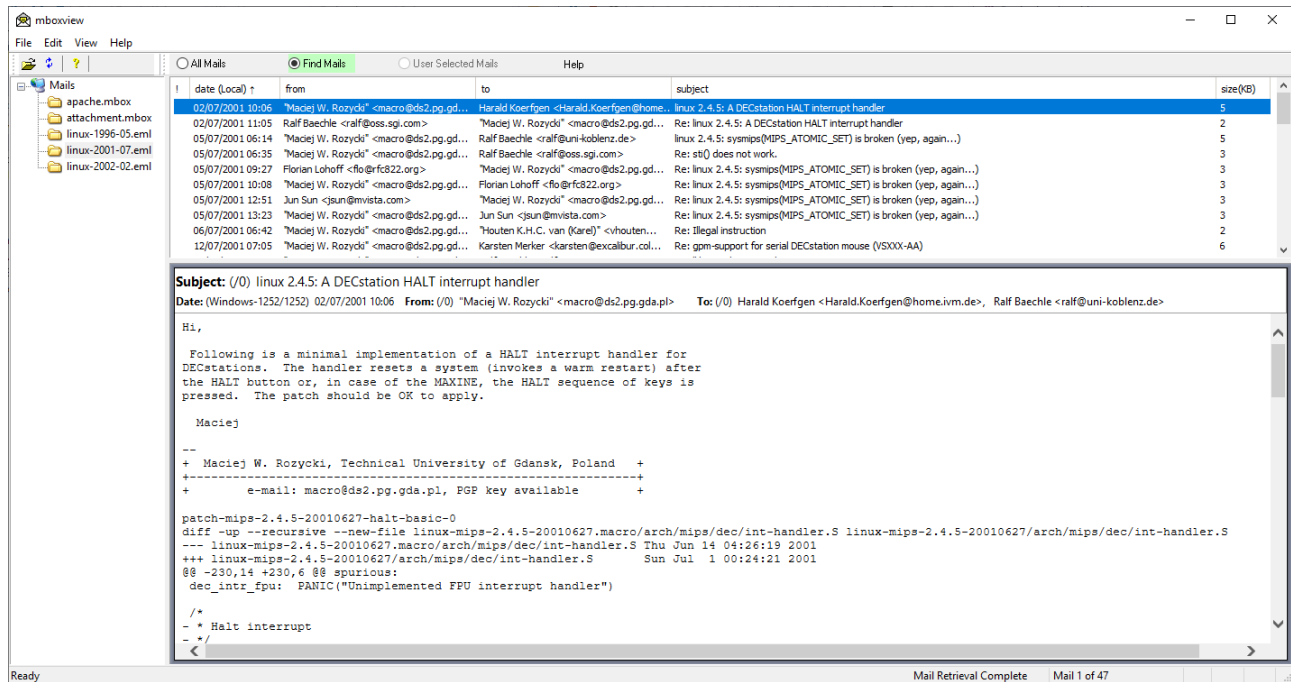 mboxview
File Edit View Help
All Mails Find Mails User Selected Mails Help
Mails
apache.mbox
attachment.mbox
linux-1996-05.eml
linux-2001-07.eml
linux-2002-02.eml
! date (Local) ↑ from to subject size(KB)
02/07/2001 10:06 "Maciej W. Rozycki" <macro@ds2.pg.gd... Harald Koerfgen <Harald.Koerfgen@home... linux 2.4.5: A DECstation HALT interrupt handler 5
02/07/2001 11:05 Ralf Baechle <ralf@oss.sgi.com> "Maciej W. Rozycki" <macro@ds2.pg.gd... Re: linux 2.4.5: A DECstation HALT interrupt handler 2
05/07/2001 06:14 "Maciej W. Rozycki" <macro@ds2.pg.gd... Ralf Baechle <ralf@uni-koblenz.de> linux 2.4.5: sysmips(MIPS_ATOMIC_SET) is broken (yep, again...) 5
05/07/2001 06:35 "Maciej W. Rozycki" <macro@ds2.pg.gd... Ralf Baechle <ralf@oss.sgi.com> Re: sti() does not work. 3
05/07/2001 09:27 Florian Lohoff <flo@rfc822.org> "Maciej W. Rozycki" <macro@ds2.pg.gd... Re: linux 2.4.5: sysmips(MIPS_ATOMIC_SET) is broken (yep, again...) 3
05/07/2001 10:08 "Maciej W. Rozycki" <macro@ds2.pg.gd... Florian Lohoff <flo@rfc822.org> Re: linux 2.4.5: sysmips(MIPS_ATOMIC_SET) is broken (yep, again...) 3
05/07/2001 12:51 Jun Sun <jsun@mvista.com> "Maciej W. Rozycki" <macro@ds2.pg.gd... Re: linux 2.4.5: sysmips(MIPS_ATOMIC_SET) is broken (yep, again...) 3
05/07/2001 13:23 "Maciej W. Rozycki" <macro@ds2.pg.gd... Jun Sun <jsun@mvista.com> Re: linux 2.4.5: sysmips(MIPS_ATOMIC_SET) is broken (yep, again...) 3
06/07/2001 06:42 "Maciej W. Rozycki" <macro@ds2.pg.gd... "Houten K.H.C. van (Karel)" <vhouten... Re: Illegal instruction 2
12/07/2001 07:05 "Maciej W. Rozycki" <macro@ds2.pg.gd... Karsten Merker <karsten@excalibur.col... Re: gpm-support for serial DECstation mouse (VSXXX-AA) 6
Subject: (/0) linux 2.4.5: A DECstation HALT interrupt handler
Date: (Windows-1252/1252) 02/07/2001 10:06 From: (/0) "Maciej W. Rozycki" <macro@ds2.pg.gda.pl> To: (/0) Harald Koerfgen <Harald.Koerfgen@home.ivm.de>, Ralf Baechle <ralf@uni-koblenz.de>
Hi,
Following is a minimal implementation of a HALT interrupt handler for
DECstations. The handler resets a system (invokes a warm restart) after
the HALT button or, in case of the MAXINE, the HALT sequence of keys is
pressed. The patch should be OK to apply.
Maciej
--
+ Maciej W. Rozycki, Technical University of Gdansk, Poland +
+--------------------------------------------------------------+
+ e-mail: macro@ds2.pg.gda.pl, PGP key available +
patch-mips-2.4.5-20010627-halt-basic-0
diff -up --recursive --new-file linux-mips-2.4.5-20010627.macro/arch/mips/dec/int-handler.S linux-mips-2.4.5-20010627/arch/mips/dec/int-handler.S
--- linux-mips-2.4.5-20010627.macro/arch/mips/dec/int-handler.S Thu Jun 14 04:26:19 2001
+++ linux-mips-2.4.5-20010627/arch/mips/dec/int-handler.S Sun Jul 1 00:24:21 2001
@@ -230,14 +230,6 @@ spurious:
dec_intr_fpu: PANIC("Unimplemented FPU interrupt handler")
/*
- * Halt interrupt
- */
Ready Mail Retrieval Complete Mail 1 of 47